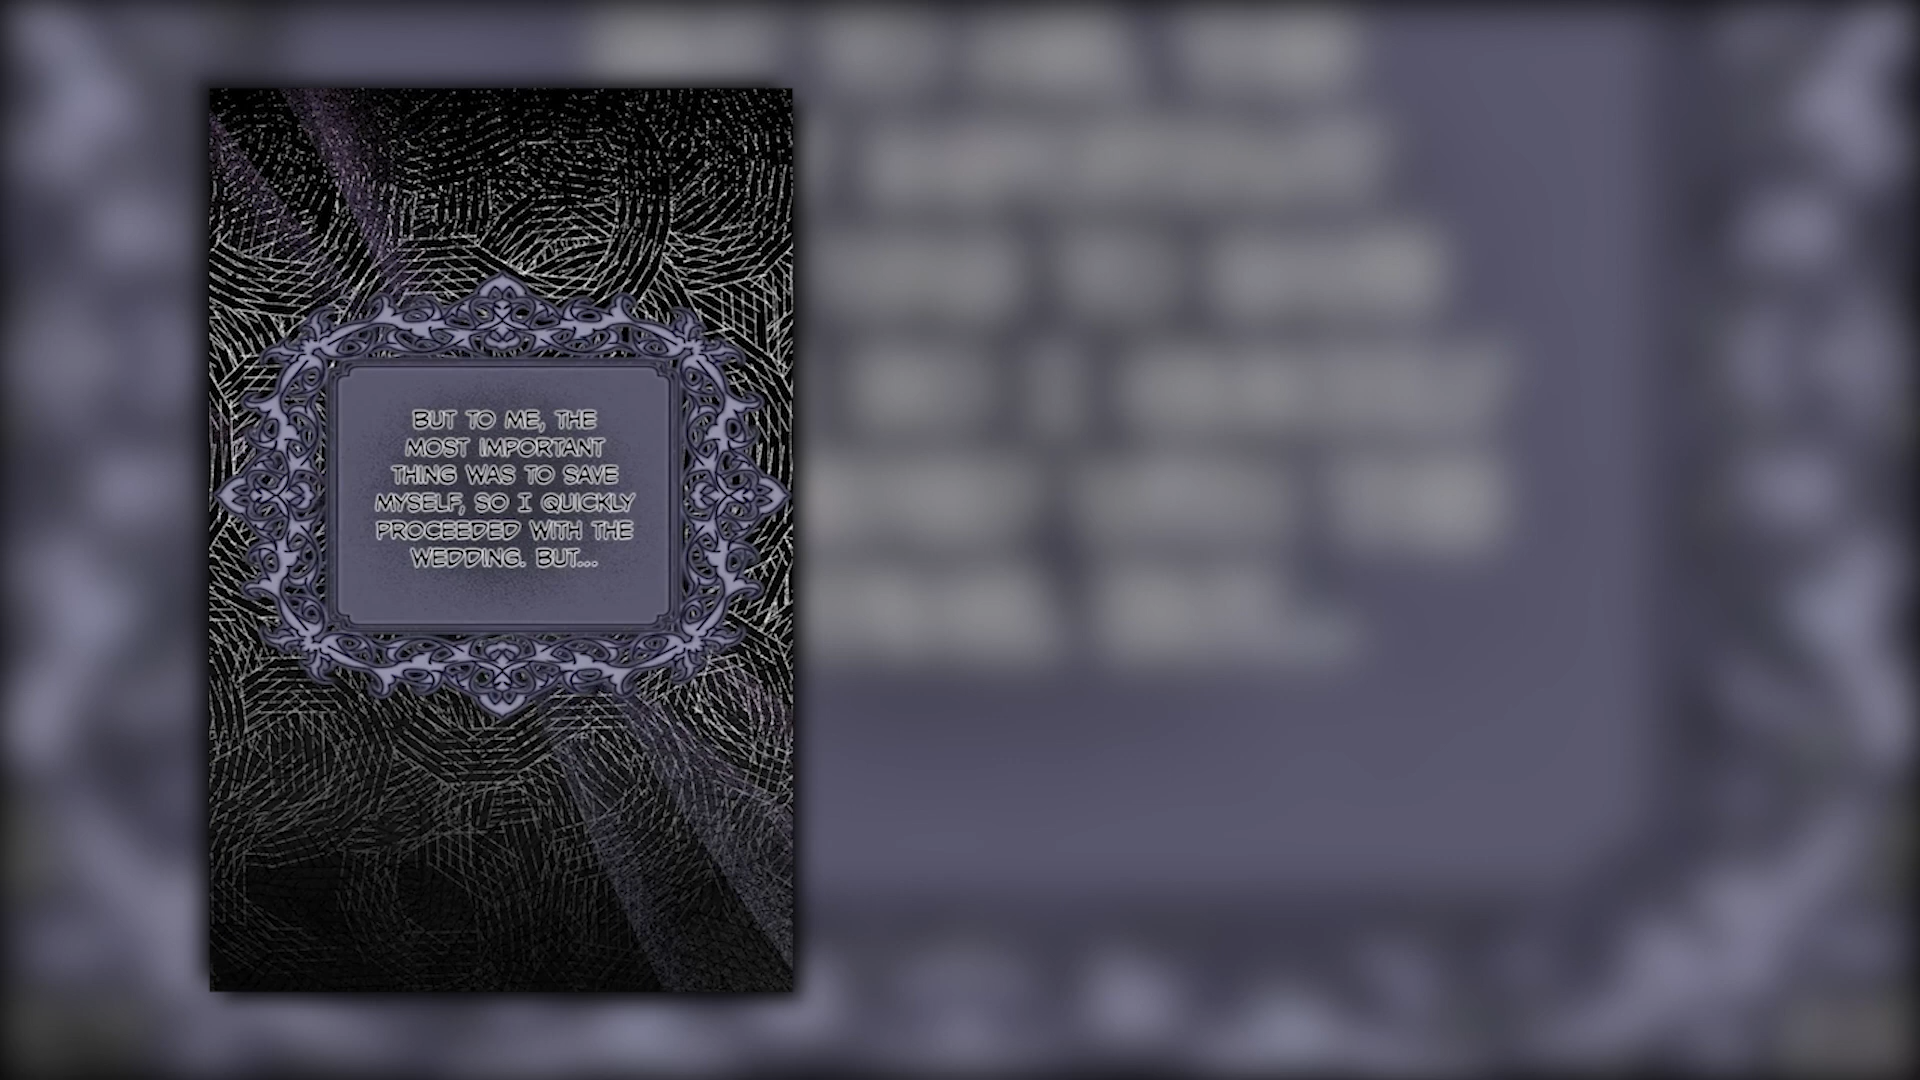 BUT TO ME, THE
MOST IMPORTANT
THING WAS TO SAVE
MYSELF, SO I QUICKLY
PROCEEDED WITH THE
WEDDING. BUT...